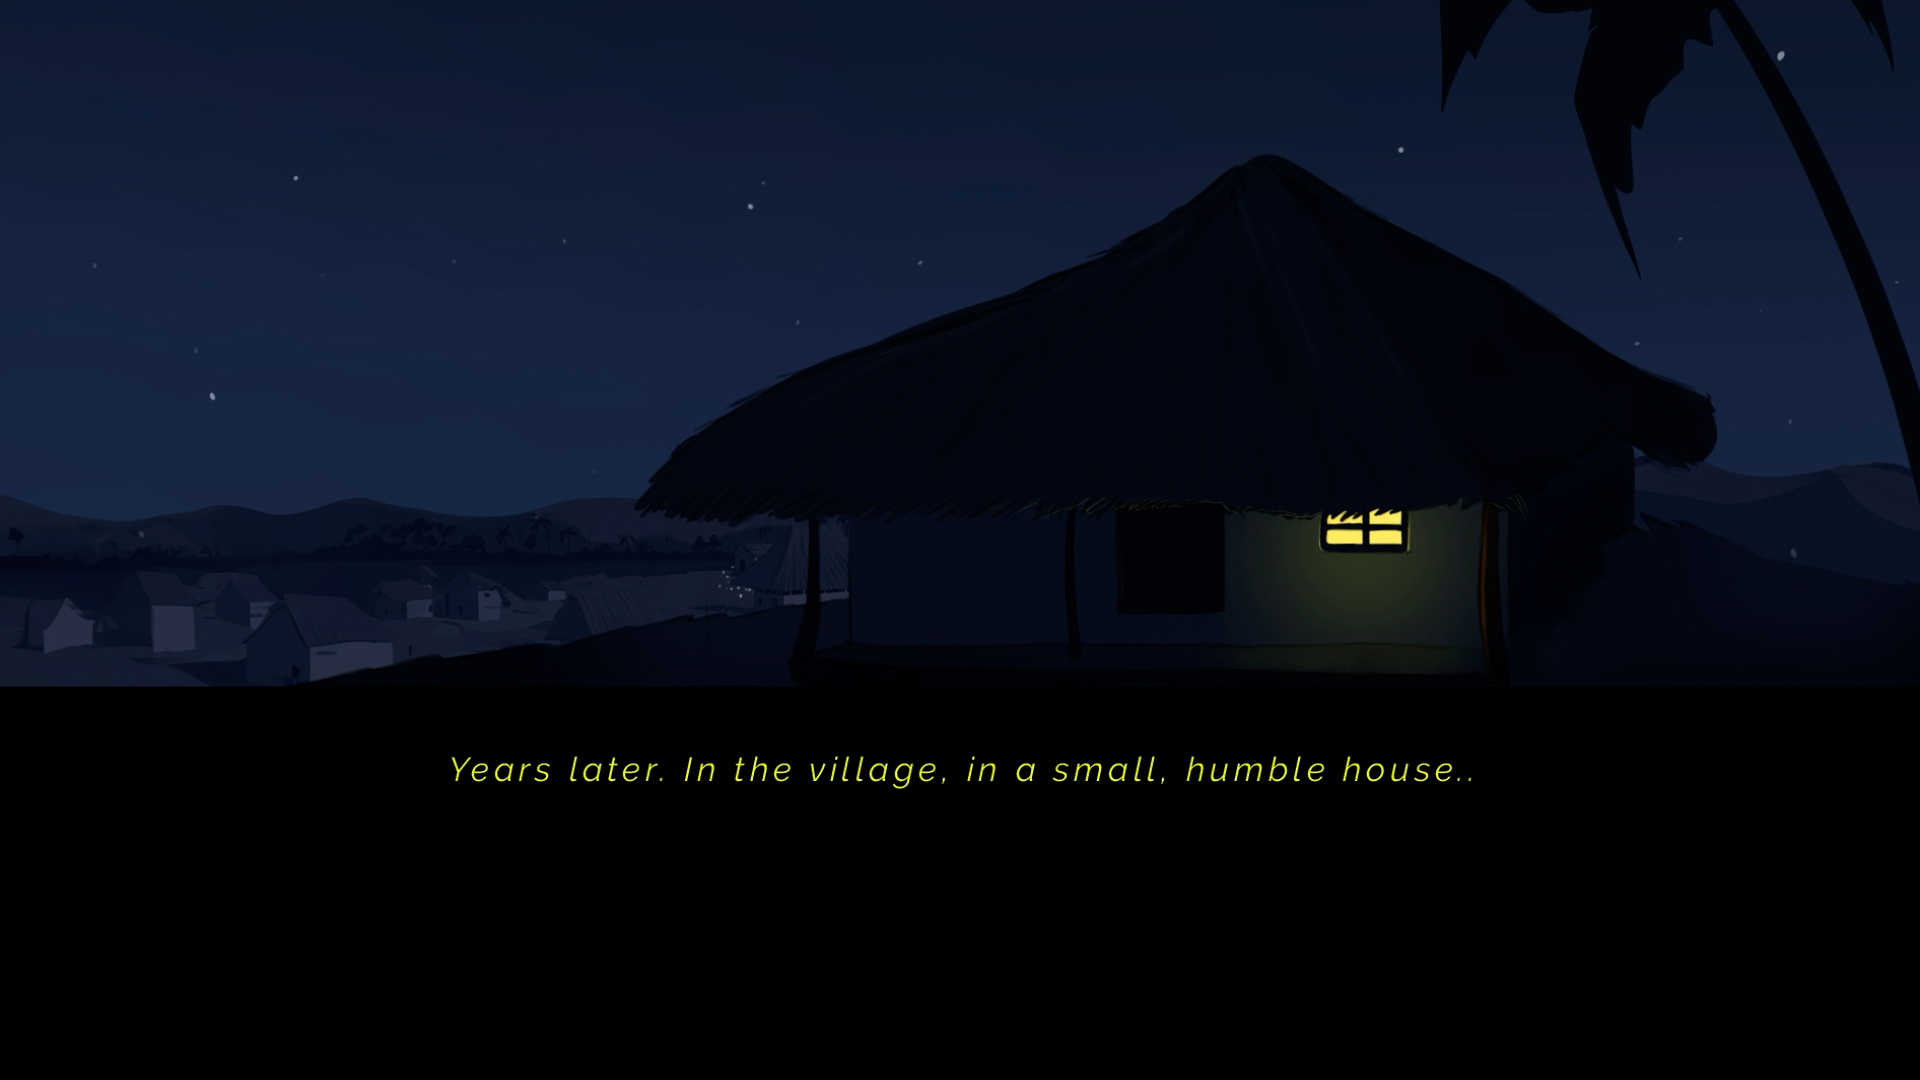 Years later. In the village, in a small, humble house..